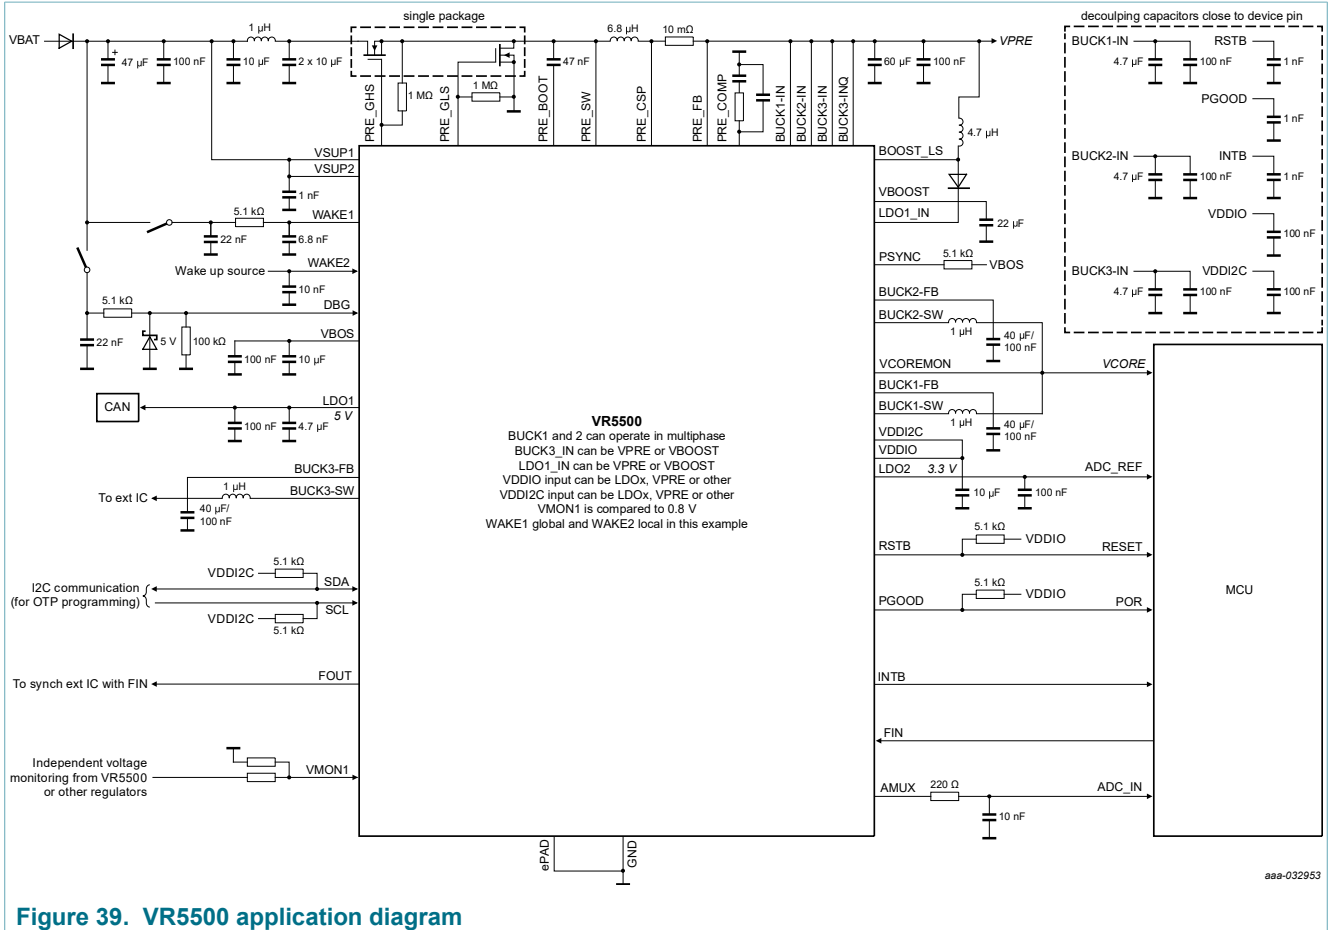 single package
decoulping capacitors close to device pin
VBAT
1 µH
6.8 µH
10 mΩ
VPRE
+
47 µF
100 nF
10 µF
2 x 10 µF
47 nF
60 µF
100 nF
1 MΩ
1 MΩ
PRE_GHS
PRE_GLS
PRE_BOOT
PRE_SW
PRE_CSP
PRE_FB
PRE_COMP
BUCK1-IN
BUCK2-IN
BUCK3-IN
BUCK3-INQ
4.7 µH
BUCK1-IN
4.7 µF
100 nF
RSTB
1 nF
PGOOD
1 nF
BUCK2-IN
4.7 µF
100 nF
INTB
1 nF
VDDIO
100 nF
BUCK3-IN
4.7 µF
100 nF
VDDI2C
100 nF
VSUP1
VSUP2
1 nF
5.1 kΩ
WAKE1
22 nF
6.8 nF
Wake up source
WAKE2
10 nF
5.1 kΩ
DBG
22 nF
5 V
100 kΩ
VBOS
100 nF
10 µF
CAN
LDO1
5 V
100 nF
4.7 µF
BUCK3-FB
1 µH
To ext IC
BUCK3-SW
40 µF/
100 nF
5.1 kΩ
VDDI2C
SDA
I2C communication
(for OTP programming)
SCL
VDDI2C
5.1 kΩ
FOUT
To synch ext IC with FIN
Independent voltage
monitoring from VR5500
or other regulators
VMON1
VR5500
BUCK1 and 2 can operate in multiphase
BUCK3_IN can be VPRE or VBOOST
LDO1_IN can be VPRE or VBOOST
VDDIO input can be LDOx, VPRE or other
VDDI2C input can be LDOx, VPRE or other
VMON1 is compared to 0.8 V
WAKE1 global and WAKE2 local in this example
ePAD
GND
BOOST_LS
VBOOST
LDO1_IN
22 µF
PSYNC
5.1 kΩ
VBOS
BUCK2-FB
BUCK2-SW
1 µH
40 µF/
100 nF
VCOREMON
VCORE
BUCK1-FB
BUCK1-SW
1 µH
40 µF/
100 nF
VDDI2C
VDDIO
LDO2
3.3 V
ADC_REF
10 µF
100 nF
5.1 kΩ
VDDIO
RSTB
RESET
5.1 kΩ
VDDIO
PGOOD
POR
MCU
INTB
FIN
AMUX
220 Ω
ADC_IN
10 nF
aaa-032953
Figure 39. VR5500 application diagram